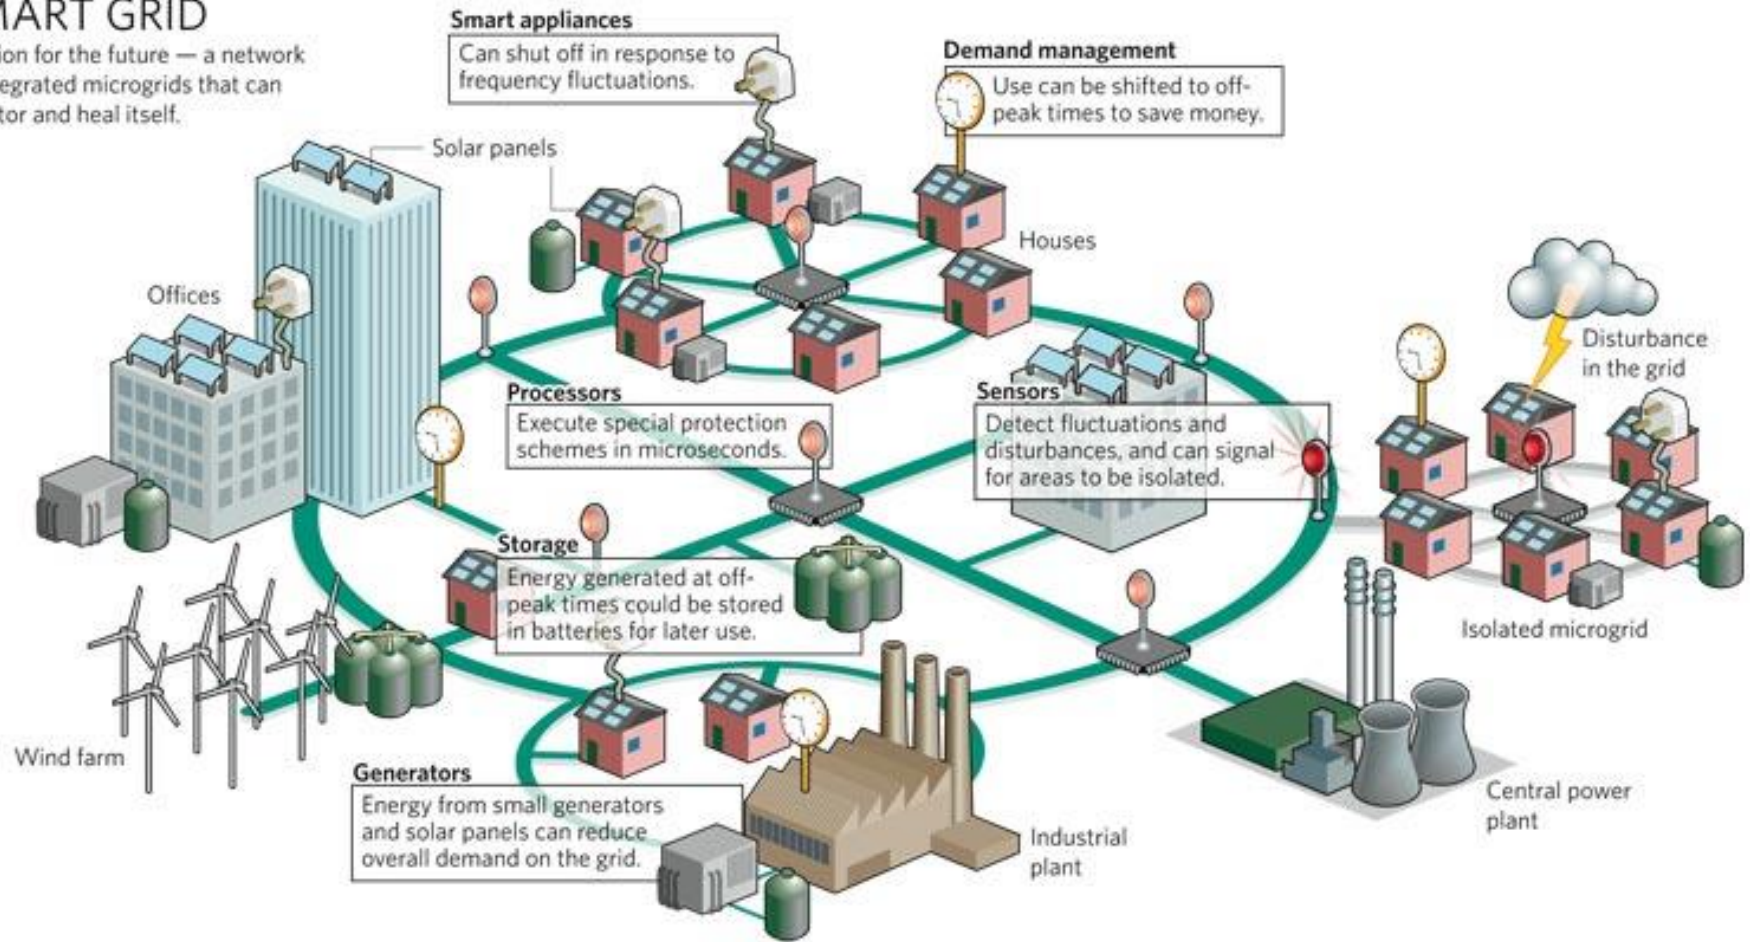 MART GRID
ion for the future — a network
tegrated microgrids that can
tor and heal itself.
Smart appliances
Can shut off in response to
frequency fluctuations.
Demand management
Use can be shifted to off-
peak times to save money.
Solar panels
Houses
Offices
Disturbance
in the grid
Processors
Execute special protection
schemes in microseconds.
Sensors
Detect fluctuations and
disturbances, and can signal
for areas to be isolated.
Storage
Energy generated at off-
peak times could be stored
in batteries for later use.
Isolated microgrid
Wind farm
Generators
Energy from small generators
and solar panels can reduce
overall demand on the grid.
Industrial
plant
Central power
plant